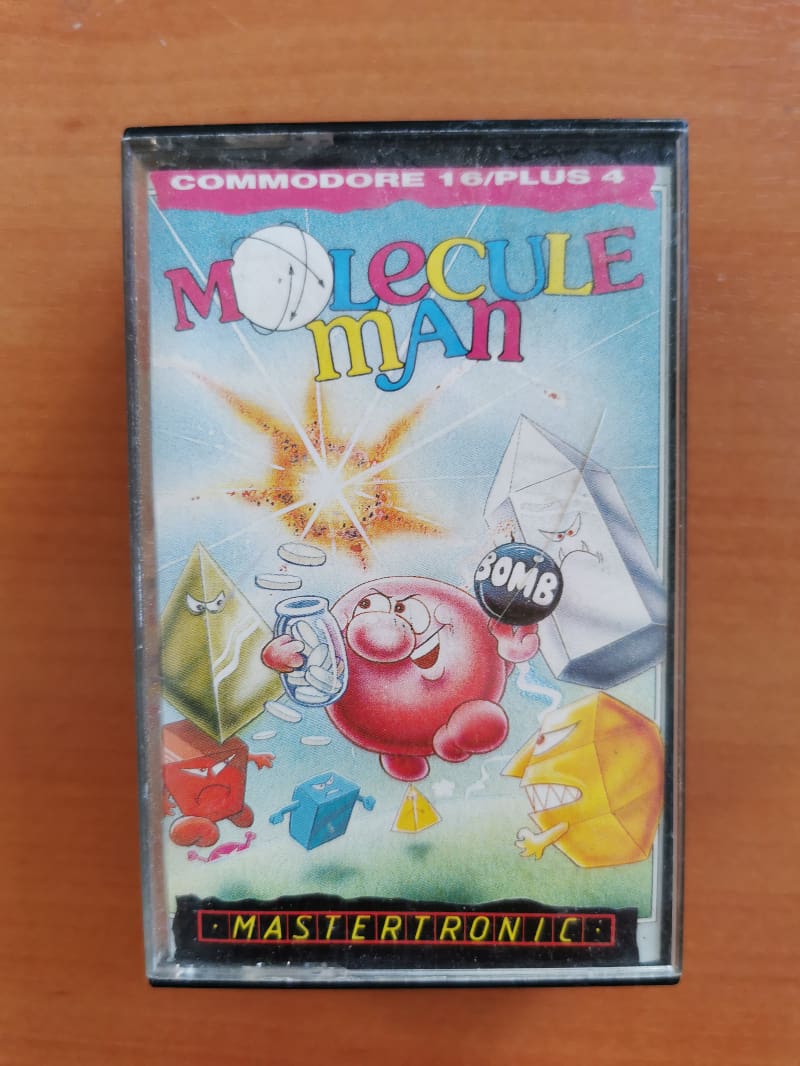 COMMODORE 16/PLUS 4
MOLeCULE
mAn
BOMB
MASTERTRONIC